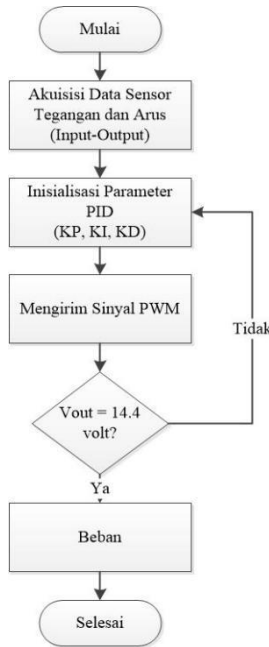 Mulai
Akuisisi Data Sensor
Tegangan dan Arus
(Input-Output)
Inisialisasi Parameter
PID
(KP, KI, KD)
Mengirim Sinyal PWM
Tidak
Vout = 14.4
volt?
Ya
Beban
Selesai